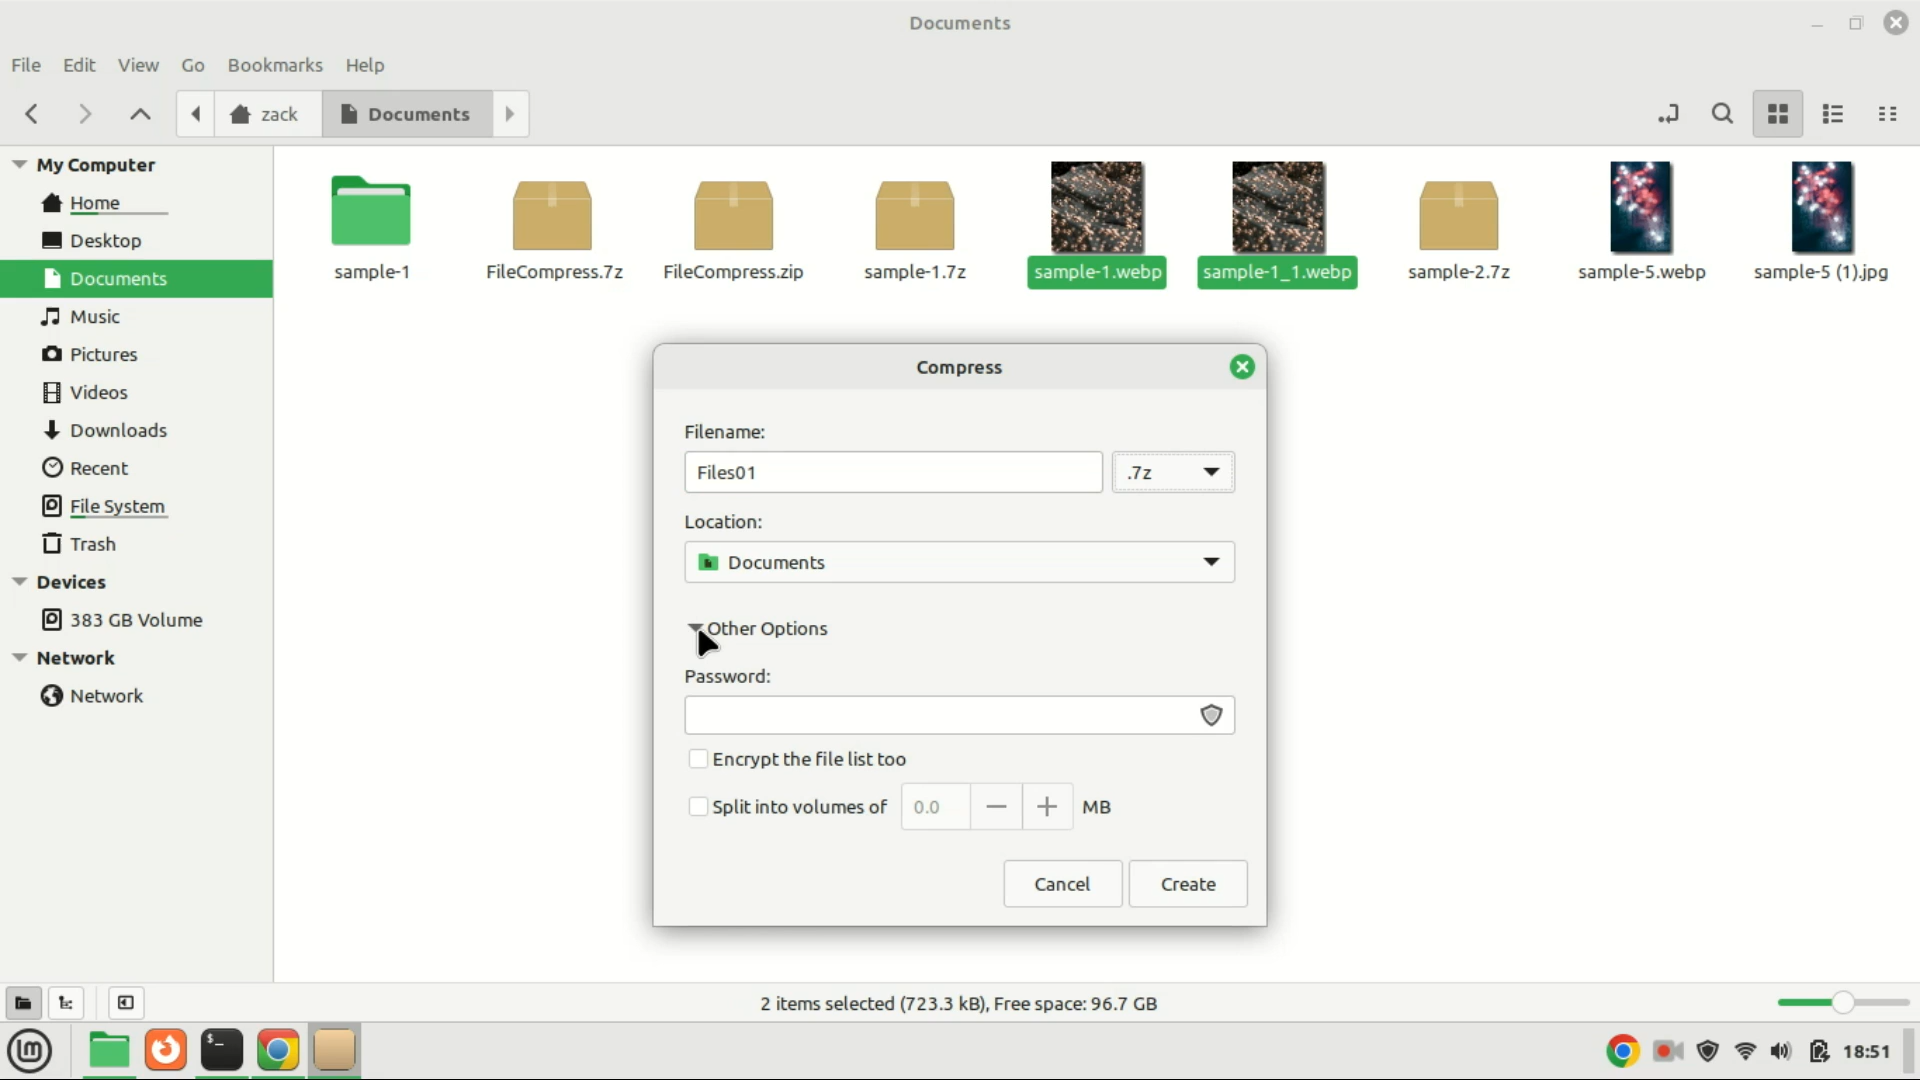 Documents
File Edit View Go Bookmarks Help
zack Documents
My Computer
Home
Desktop
Documents
Music
Pictures
Videos
Downloads
Recent
File System
Trash
Devices
383 GB Volume
Network
Network
sample-1 FileCompress.7z FileCompress.zip sample-1.7z sample-1.webp sample-1_1.webp sample-2.7z sample-5.webp sample-5 (1).jpg
Compress
Filename:
Files01 .7z
Location:
Documents
Other Options
Password:
Encrypt the file list too
Split into volumes of 0.0 MB
Cancel Create
2 items selected (723.3 kB), Free space: 96.7 GB
lm $_ 18:51